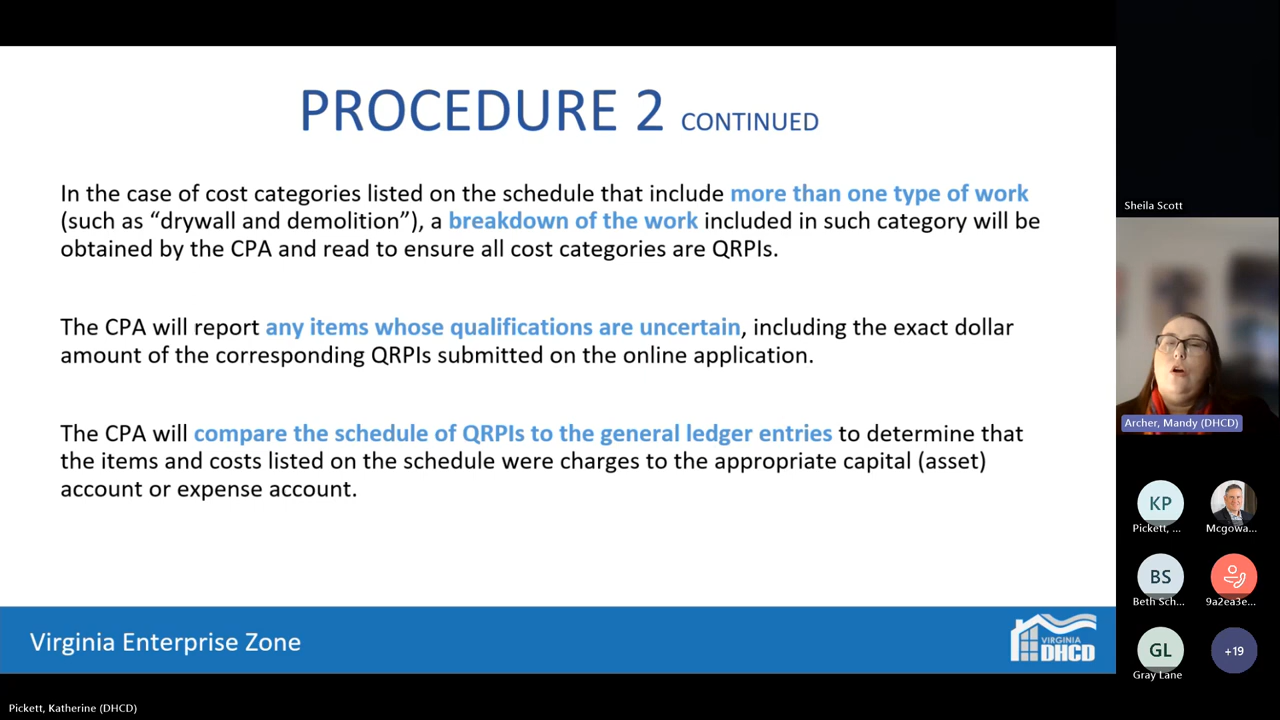 PROCEDURE 2 CONTINUED
In the case of cost categories listed on the schedule that include more than one type of work
(such as “drywall and demolition”), a breakdown of the work included in such category will be
obtained by the CPA and read to ensure all cost categories are QRPIs.
The CPA will report any items whose qualifications are uncertain, including the exact dollar
amount of the corresponding QRPIs submitted on the online application.
The CPA will compare the schedule of QRPIs to the general ledger entries to determine that
the items and costs listed on the schedule were charges to the appropriate capital (asset)
account or expense account.
Virginia Enterprise Zone
VIRGINIA
DHCD
Sheila Scott
Archer, Mandy (DHCD)
KP
Pickett, ...
Mcgowa...
BS
Beth Sch...
9a2ea3e...
GL
Gray Lane
+19
Pickett, Katherine (DHCD)